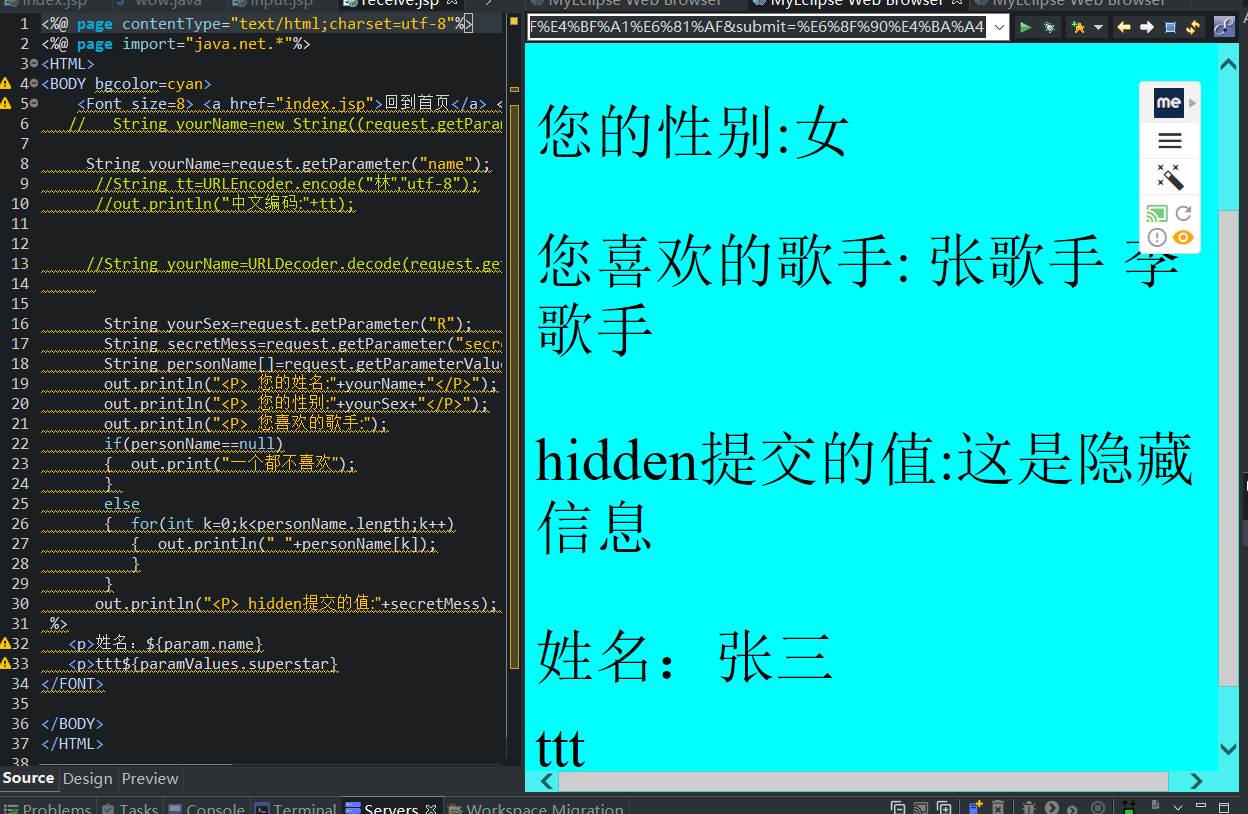 index.jsp wow.java input.jsp receive.jsp
MyEclipse Web Browser MyEclipse Web Browser MyEclipse Web Browser
F%E4%BF%A1%E6%81%AF&submit=%E6%8F%90%E4%BA%A4
1 <%@ page contentType="text/html;charset=utf-8"%>
2 <%@ page import="java.net.*"%>
3 <HTML>
4 <BODY bgcolor=cyan>
5 <Font size=8> <a href="index.jsp">回到首页</a> <
6 // String yourName=new String((request.getPara
7
8 String yourName=request.getParameter("name");
9 //String tt=URLEncoder.encode("林","utf-8");
10 //out.println("中文编码:"+tt);
11
12
13 //String yourName=URLDecoder.decode(request.get
14
15
16 String yourSex=request.getParameter("R");
17 String secretMess=request.getParameter("secre
18 String personName[]=request.getParameterValue
19 out.println("<P> 您的姓名:"+yourName+"</P>");
20 out.println("<P> 您的性别:"+yourSex+"</P>");
21 out.println("<P> 您喜欢的歌手:");
22 if(personName==null)
23 { out.print("一个都不喜欢");
24 }
25 else
26 { for(int k=0;k<personName.length;k++)
27 { out.println(" "+personName[k]);
28 }
29 }
30 out.println("<P> hidden提交的值:"+secretMess);
31 %>
32 <p>姓名：${param.name}
33 <p>ttt${paramValues.superstar}
34 </FONT>
35
36 </BODY>
37 </HTML>
38
Source Design Preview
您的性别:女
您喜欢的歌手: 张歌手 李
歌手
hidden提交的值:这是隐藏
信息
姓名：张三
ttt
me
Problems Tasks Console Terminal Servers Workspace Migration